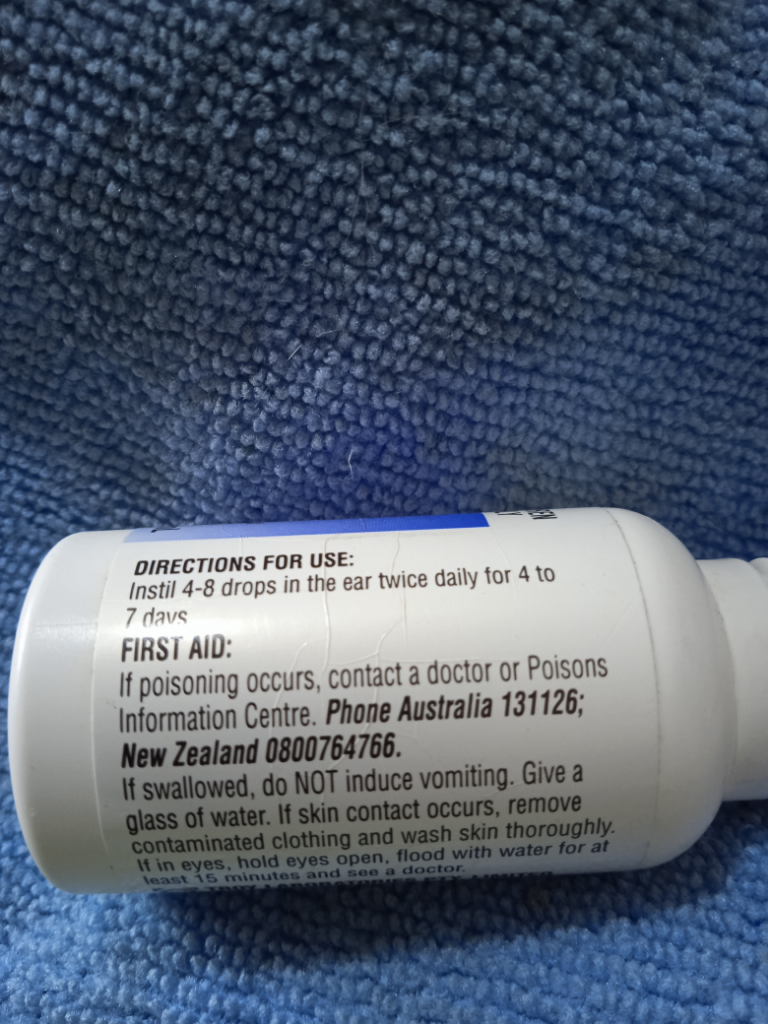 DIRECTIONS FOR USE:
Instil 4-8 drops in the ear twice daily for 4 to
7 days
FIRST AID:
If poisoning occurs, contact a doctor or Poisons
Information Centre. Phone Australia 131126;
New Zealand 0800764766.
If swallowed, do NOT induce vomiting. Give a
glass of water. If skin contact occurs, remove
contaminated clothing and wash skin thoroughly.
If in eyes, hold eyes open, flood with water for at
least 15 minutes and see a doctor.
LABORATORIES PTY. LIMITED